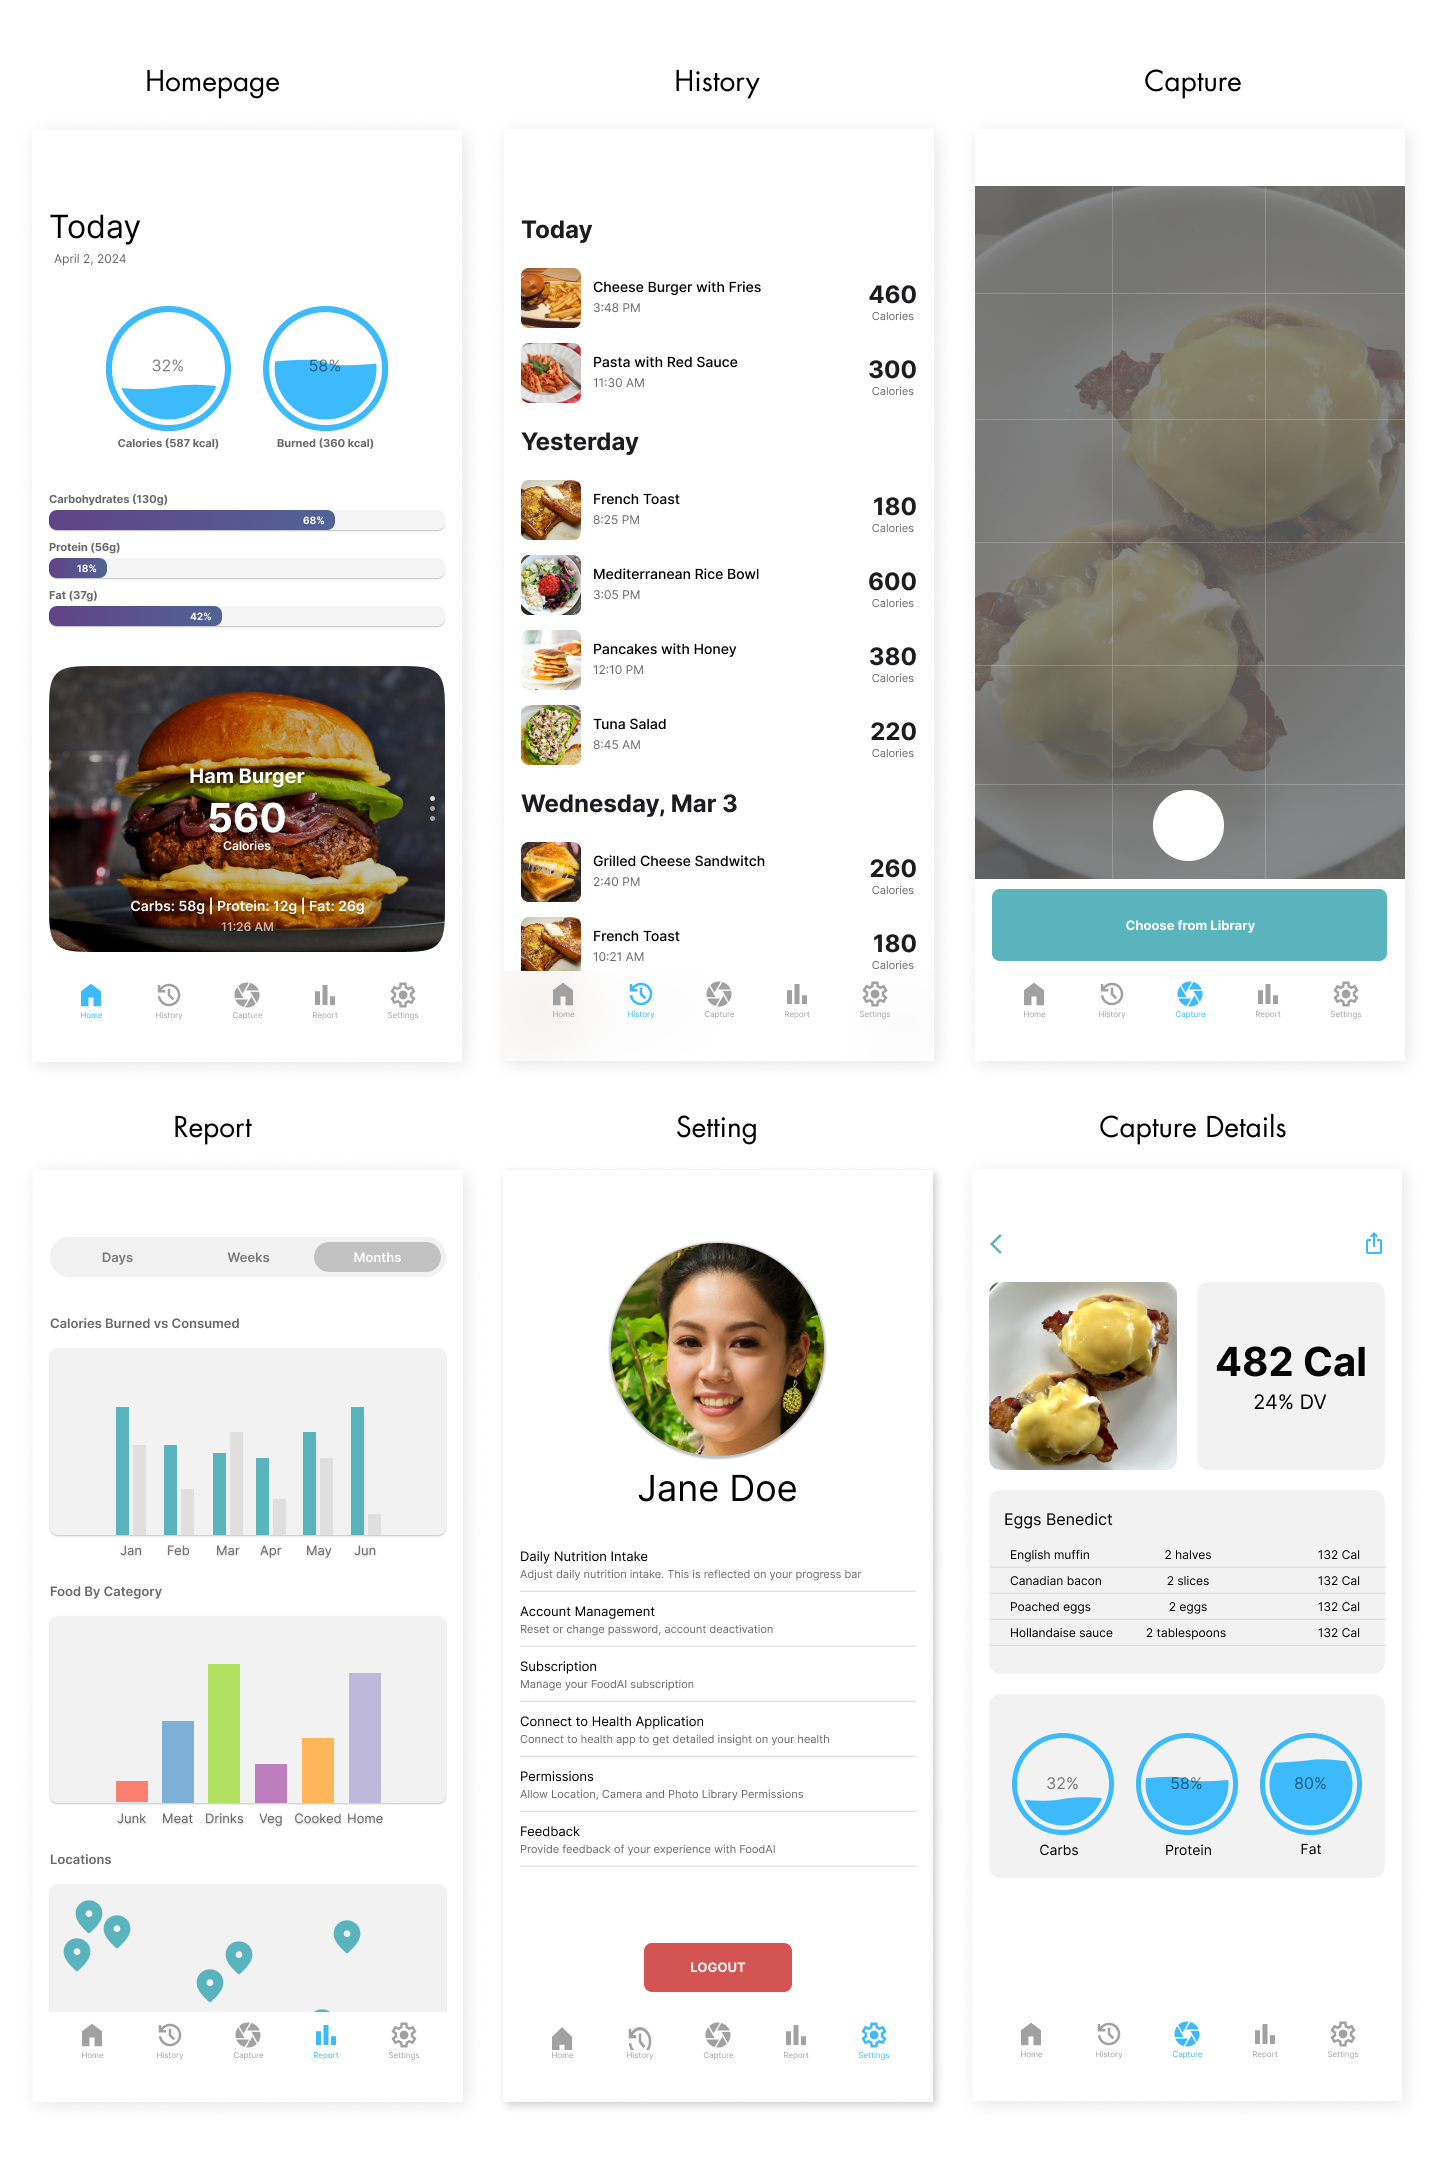 Homepage
Today
April 2, 2024
32%
58%
Calories (587 kcal)
Burned (360 kcal)
Carbohydrates (130g)
68%
Protein (56g)
18%
Fat (37g)
42%
Ham Burger
560
Calories
Carbs: 58g | Protein: 12g | Fat: 26g
11:26 AM
Home
History
Capture
Report
Settings
History
Today
Cheese Burger with Fries
3:48 PM
460
Calories
Pasta with Red Sauce
11:30 AM
300
Calories
Yesterday
French Toast
8:25 PM
180
Calories
Mediterranean Rice Bowl
3:05 PM
600
Calories
Pancakes with Honey
12:10 PM
380
Calories
Tuna Salad
8:45 AM
220
Calories
Wednesday, Mar 3
Grilled Cheese Sandwitch
2:40 PM
260
Calories
French Toast
10:21 AM
180
Calories
Home
History
Capture
Report
Settings
Capture
Choose from Library
Home
History
Capture
Report
Settings
Report
Days
Weeks
Months
Calories Burned vs Consumed
Jan
Feb
Mar
Apr
May
Jun
Food By Category
Junk
Meat
Drinks
Veg
Cooked
Home
Locations
Home
History
Capture
Report
Settings
Setting
Jane Doe
Daily Nutrition Intake
Adjust daily nutrition intake. This is reflected on your progress bar
Account Management
Reset or change password, account deactivation
Subscription
Manage your FoodAI subscription
Connect to Health Application
Connect to health app to get detailed insight on your health
Permissions
Allow Location, Camera and Photo Library Permissions
Feedback
Provide feedback of your experience with FoodAI
LOGOUT
Home
History
Capture
Report
Settings
Capture Details
482 Cal
24% DV
Eggs Benedict
English muffin 2 halves 132 Cal
Canadian bacon 2 slices 132 Cal
Poached eggs 2 eggs 132 Cal
Hollandaise sauce 2 tablespoons 132 Cal
32%
58%
80%
Carbs
Protein
Fat
Home
History
Capture
Report
Settings